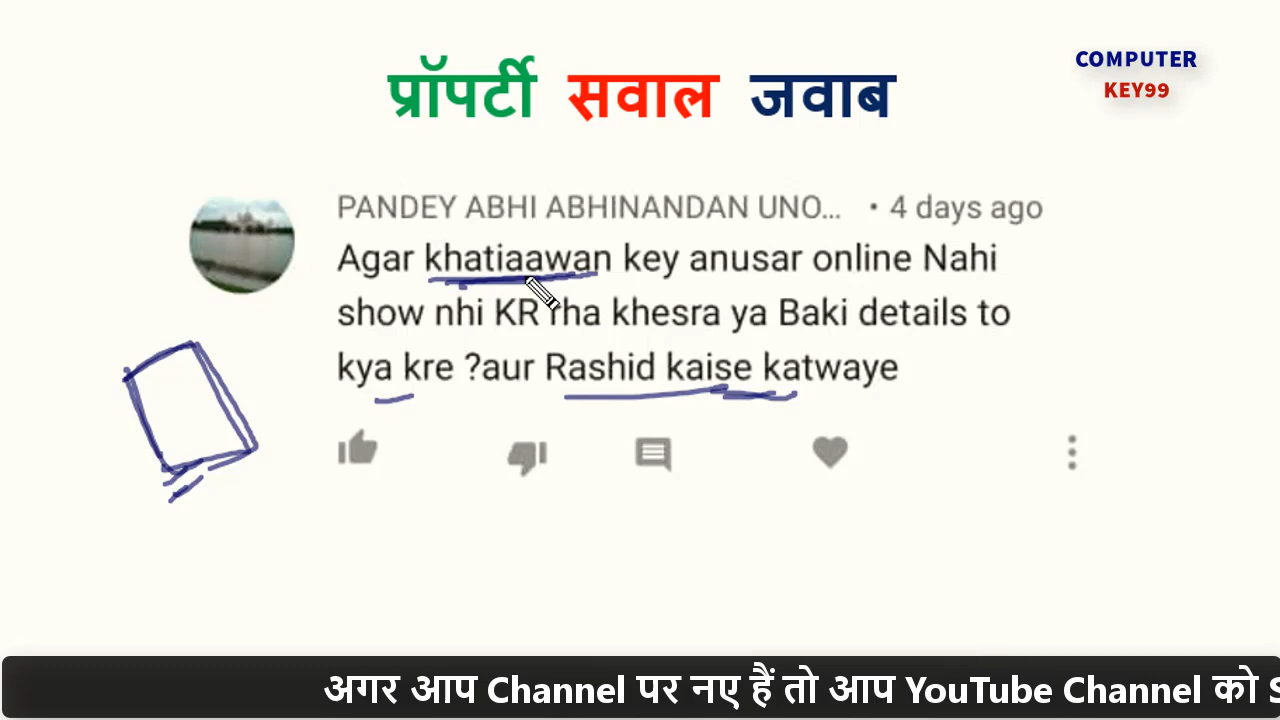 प्रॉपर्टी सवाल जवाब
COMPUTER
KEY99
PANDEY ABHI ABHINANDAN UNO... • 4 days ago
Agar khatiaawan key anusar online Nahi
show nhi KR rha khesra ya Baki details to
kya kre ?aur Rashid kaise katwaye
अगर आप Channel पर नए हैं तो आप YouTube Channel को S